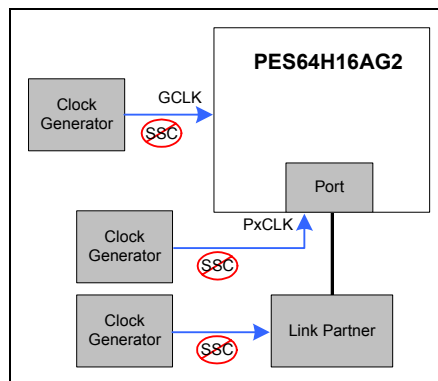 PES64H16AG2
GCLK
Clock
Generator
SSC
Port
PxCLK
Clock
Generator
SSC
Clock
Generator
Link Partner
SSC